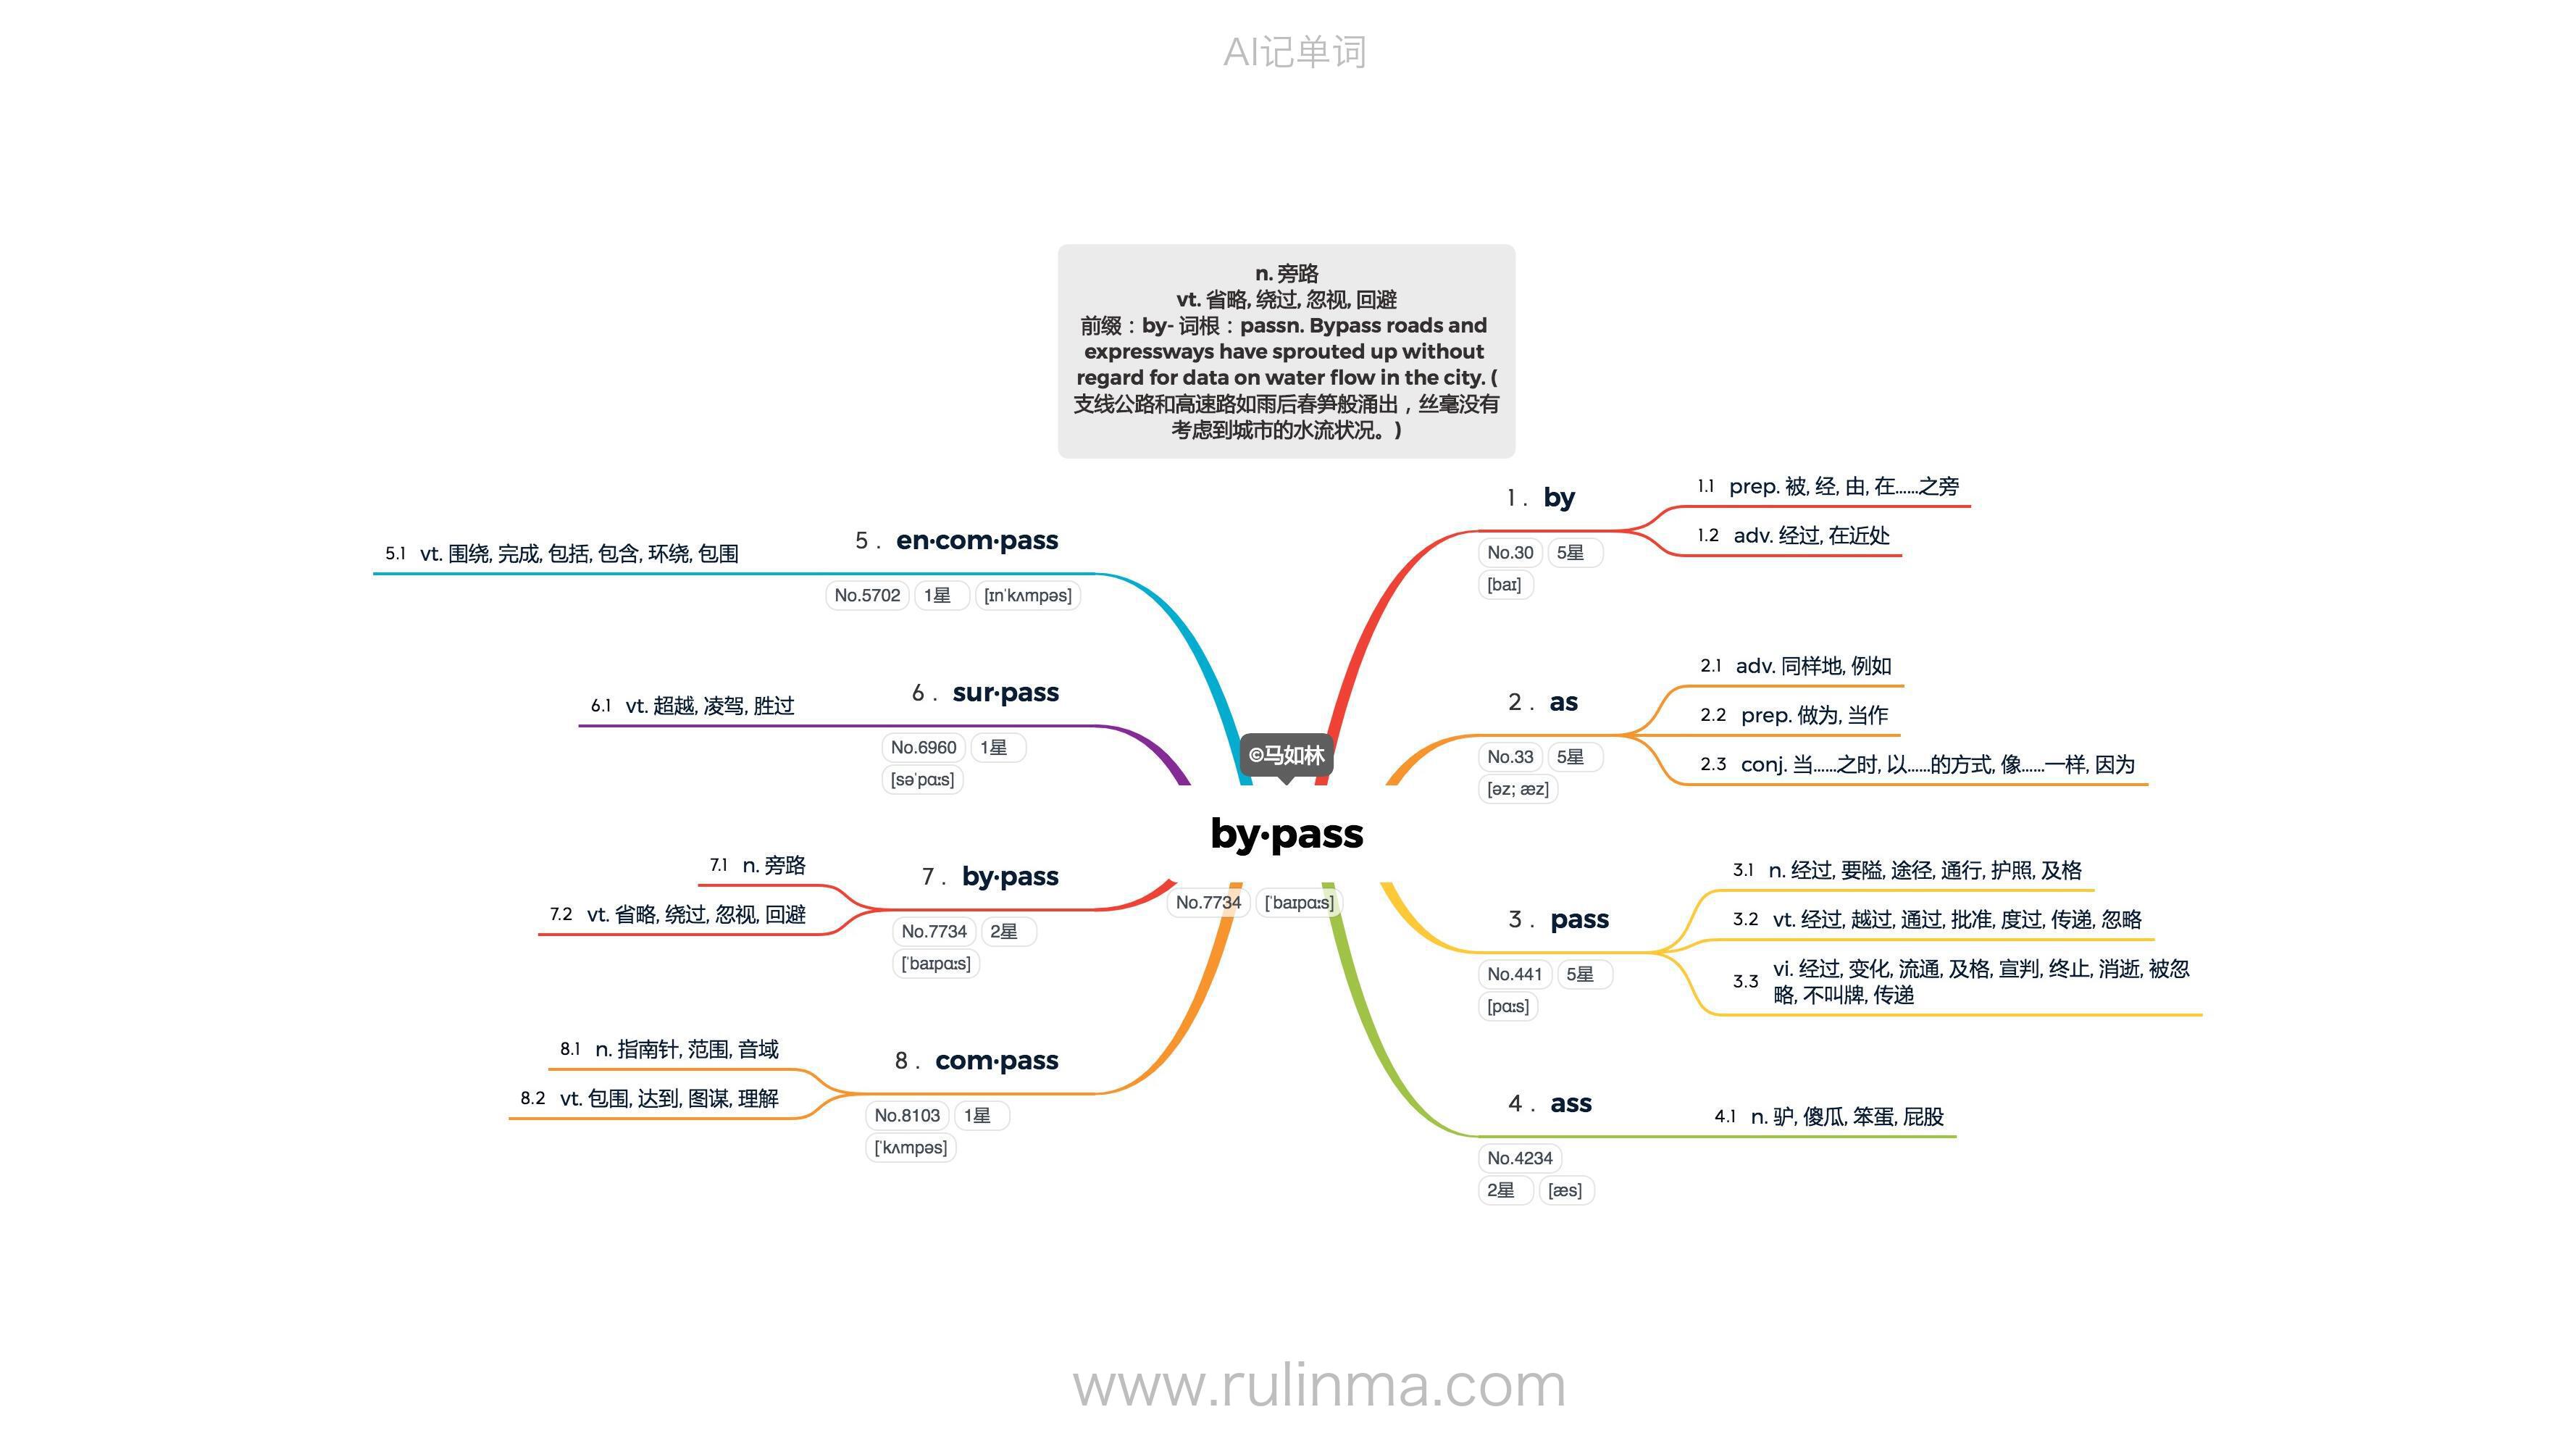 AI记单词
n. 旁路
vt. 省略, 绕过, 忽视, 回避
前缀：by- 词根：passn. Bypass roads and
expressways have sprouted up without
regard for data on water flow in the city. (
支线公路和高速路如雨后春笋般涌出，丝毫没有
考虑到城市的水流状况。)
©马如林
by·pass
No.7734 [ˈbaɪpɑːs]
1. by
No.30 5星
[baɪ]
1.1 prep. 被, 经, 由, 在……之旁
1.2 adv. 经过, 在近处
2. as
No.33 5星
[əz; æz]
2.1 adv. 同样地, 例如
2.2 prep. 做为, 当作
2.3 conj. 当……之时, 以……的方式, 像……一样, 因为
3. pass
No.441 5星
[pɑːs]
3.1 n. 经过, 要隘, 途径, 通行, 护照, 及格
3.2 vt. 经过, 越过, 通过, 批准, 度过, 传递, 忽略
3.3 vi. 经过, 变化, 流通, 及格, 宣判, 终止, 消逝, 被忽
略, 不叫牌, 传递
4. ass
No.4234
2星 [æs]
4.1 n. 驴, 傻瓜, 笨蛋, 屁股
5. en·com·pass
No.5702 1星 [ɪnˈkʌmpəs]
5.1 vt. 围绕, 完成, 包括, 包含, 环绕, 包围
6. sur·pass
No.6960 1星
[səˈpɑːs]
6.1 vt. 超越, 凌驾, 胜过
7. by·pass
No.7734 2星
[ˈbaɪpɑːs]
7.1 n. 旁路
7.2 vt. 省略, 绕过, 忽视, 回避
8. com·pass
No.8103 1星
[ˈkʌmpəs]
8.1 n. 指南针, 范围, 音域
8.2 vt. 包围, 达到, 图谋, 理解
www.rulinma.com